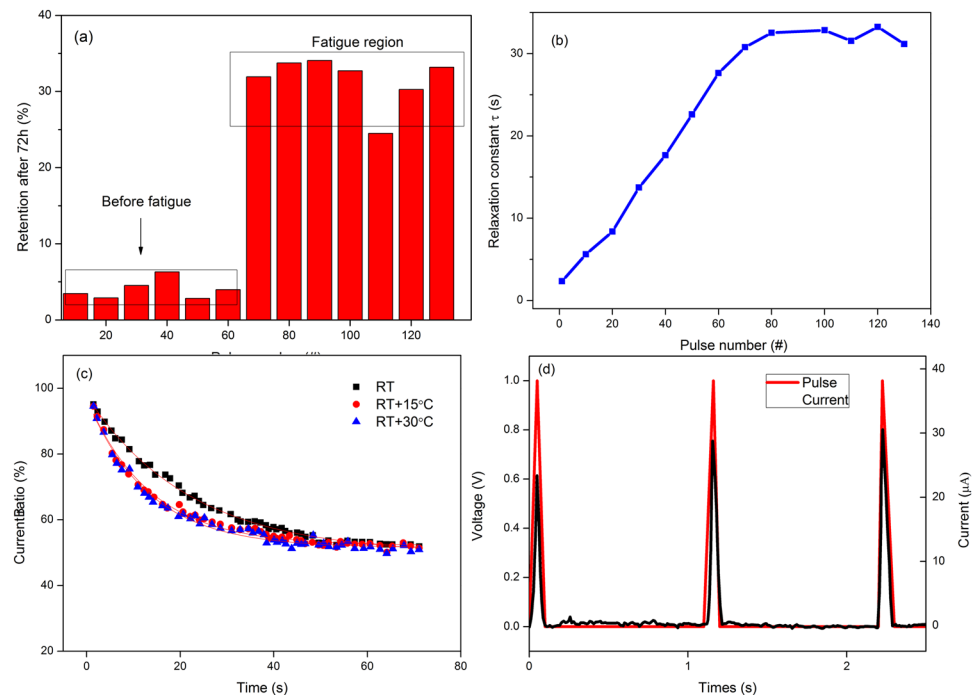 (a)
Fatigue region
Before fatigue
Retention after 72h (%)
40
30
20
10
0
20
40
60
80
100
120
(b)
Relaxation constant τ (s)
30
20
10
0
0
20
40
60
80
100
120
140
Pulse number (#)
(c)
RT
RT+15°C
RT+30°C
100
80
60
40
20
0
20
40
60
80
Time (s)
(d)
Pulse
Current
Voltage (V)
1.0
0.8
0.6
0.4
0.2
0.0
40
30
20
10
0
Current (μA)
0
1
2
Times (s)